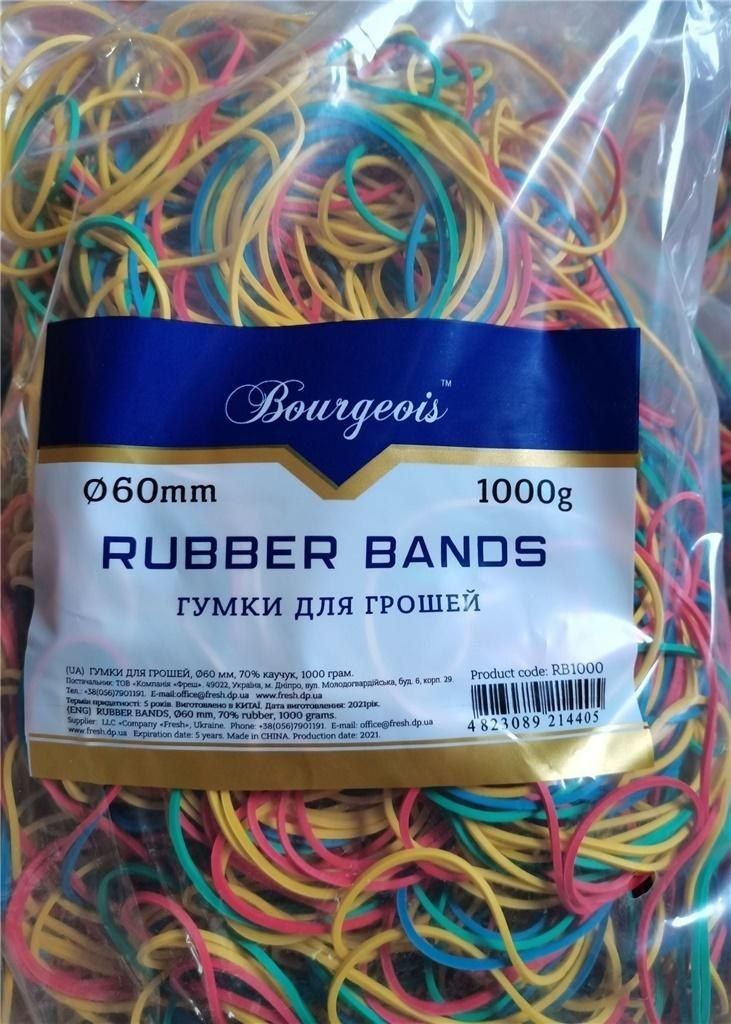 Bourgeois™
Ø60mm 1000g
RUBBER BANDS
ГУМКИ ДЛЯ ГРОШЕЙ
(UA) ГУМКИ ДЛЯ ГРОШЕЙ, Ø60 мм, 70% каучук, 1000 грам.
Постачальник: ТОВ «Компанія «Фреш», 49022, Україна, м. Дніпро, вул. Молодогвардійська, буд. 6, корп. 29.
Тел.: +38(056)7901191. E-mail:office@fresh.dp.ua www.fresh.dp.ua
Термін придатності: 5 років. Виготовлено в КИТАЇ. Дата виготовлення: 2021рік.
(ENG) RUBBER BANDS, Ø60 mm, 70% rubber, 1000 grams.
Supplier: LLC «Company «Fresh», Ukraine. Phone: +38(056)7901191. E-mail: office@fresh.dp.ua
www.fresh.dp.ua Expiration date: 5 years. Made in CHINA. Production date: 2021.
Product code: RB1000
4 823089 214405